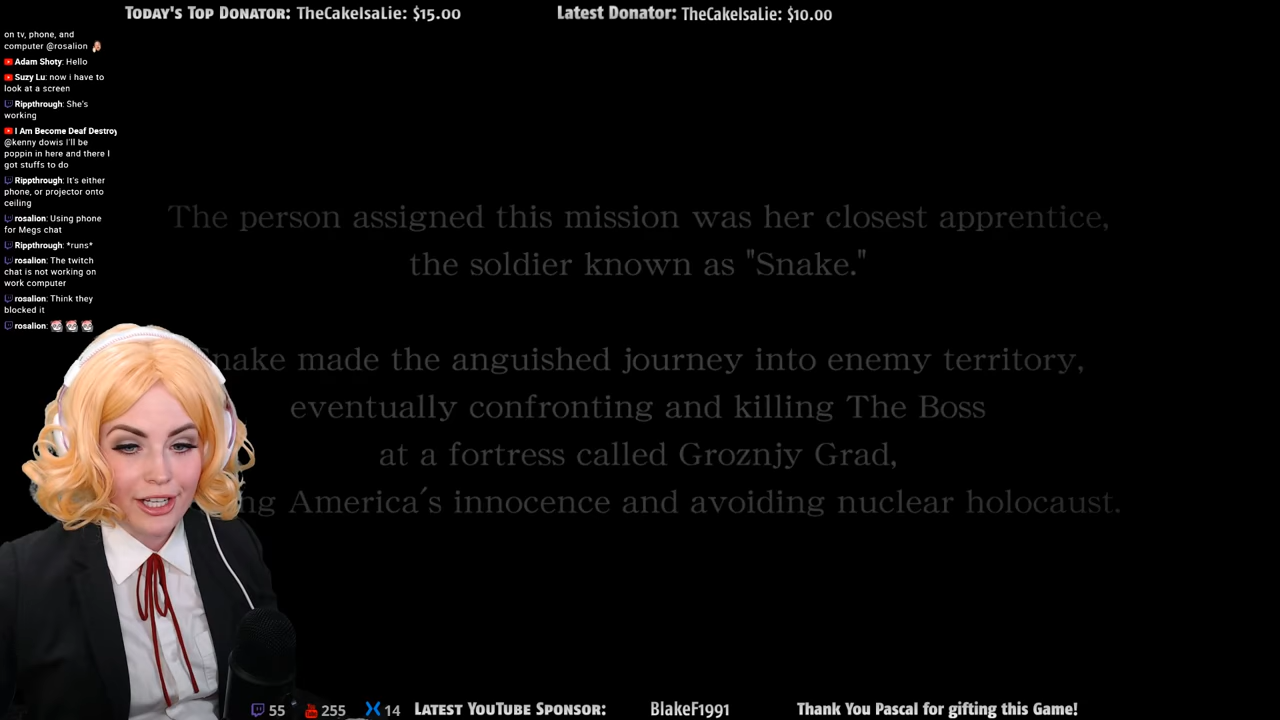 Today's Top Donator: TheCakeIsaLie: $15.00
Latest Donator: TheCakeIsaLie: $10.00
on tv, phone, and
computer @rosalion
Adam Shoty: Hello
Suzy Lu: now i have to
look at a screen
Rippthrough: She's
working
I Am Become Deaf Destroy
@kenny dowis I'll be
poppin in here and there I
got stuffs to do
Rippthrough: It's either
phone, or projector onto
ceiling
rosalion: Using phone
for Megs chat
Rippthrough: *runs*
rosalion: The twitch
chat is not working on
work computer
rosalion: Think they
blocked it
rosalion:
The person assigned this mission was her closest apprentice,
the soldier known as "Snake."
Snake made the anguished journey into enemy territory,
eventually confronting and killing The Boss
at a fortress called Groznjy Grad,
ng America's innocence and avoiding nuclear holocaust.
55 255 14 Latest YouTube Sponsor: BlakeF1991 Thank You Pascal for gifting this Game!